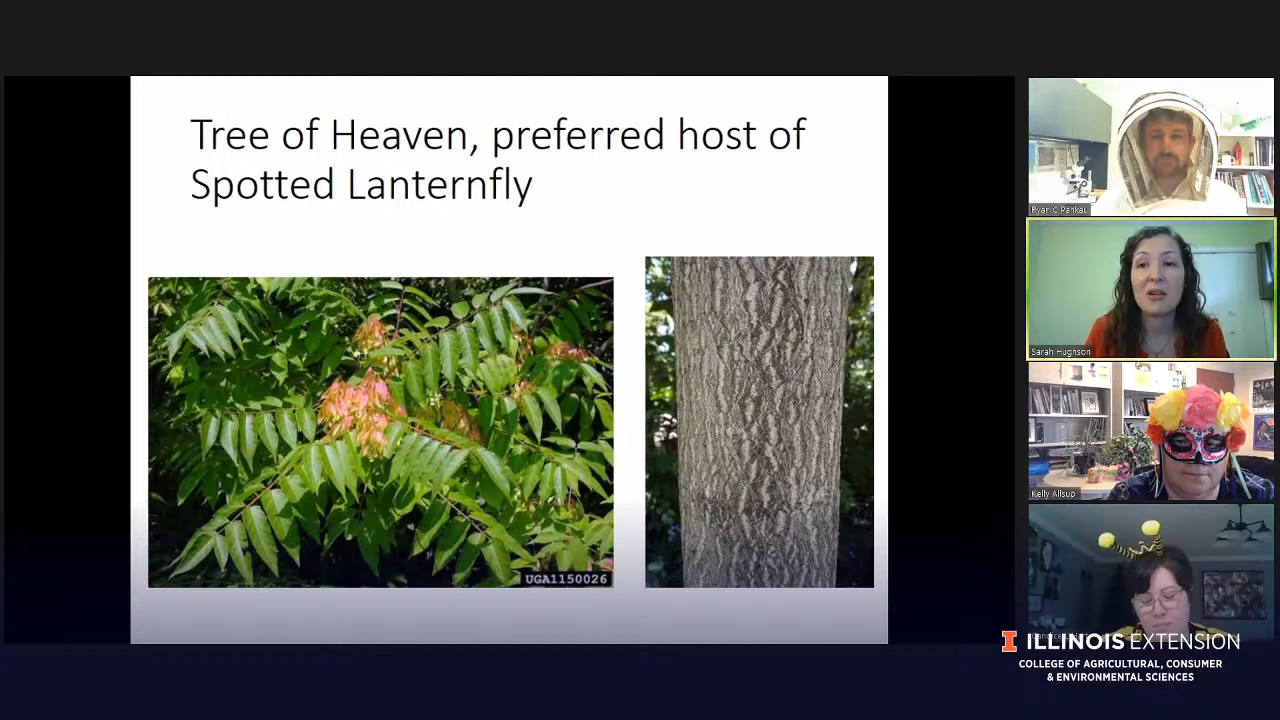 Tree of Heaven, preferred host of
Spotted Lanternfly
UGA1150026
Ryan C Pankau
Sarah Hughson
Kelly Allsup
I ILLINOIS EXTENSION
COLLEGE OF AGRICULTURAL, CONSUMER
& ENVIRONMENTAL SCIENCES